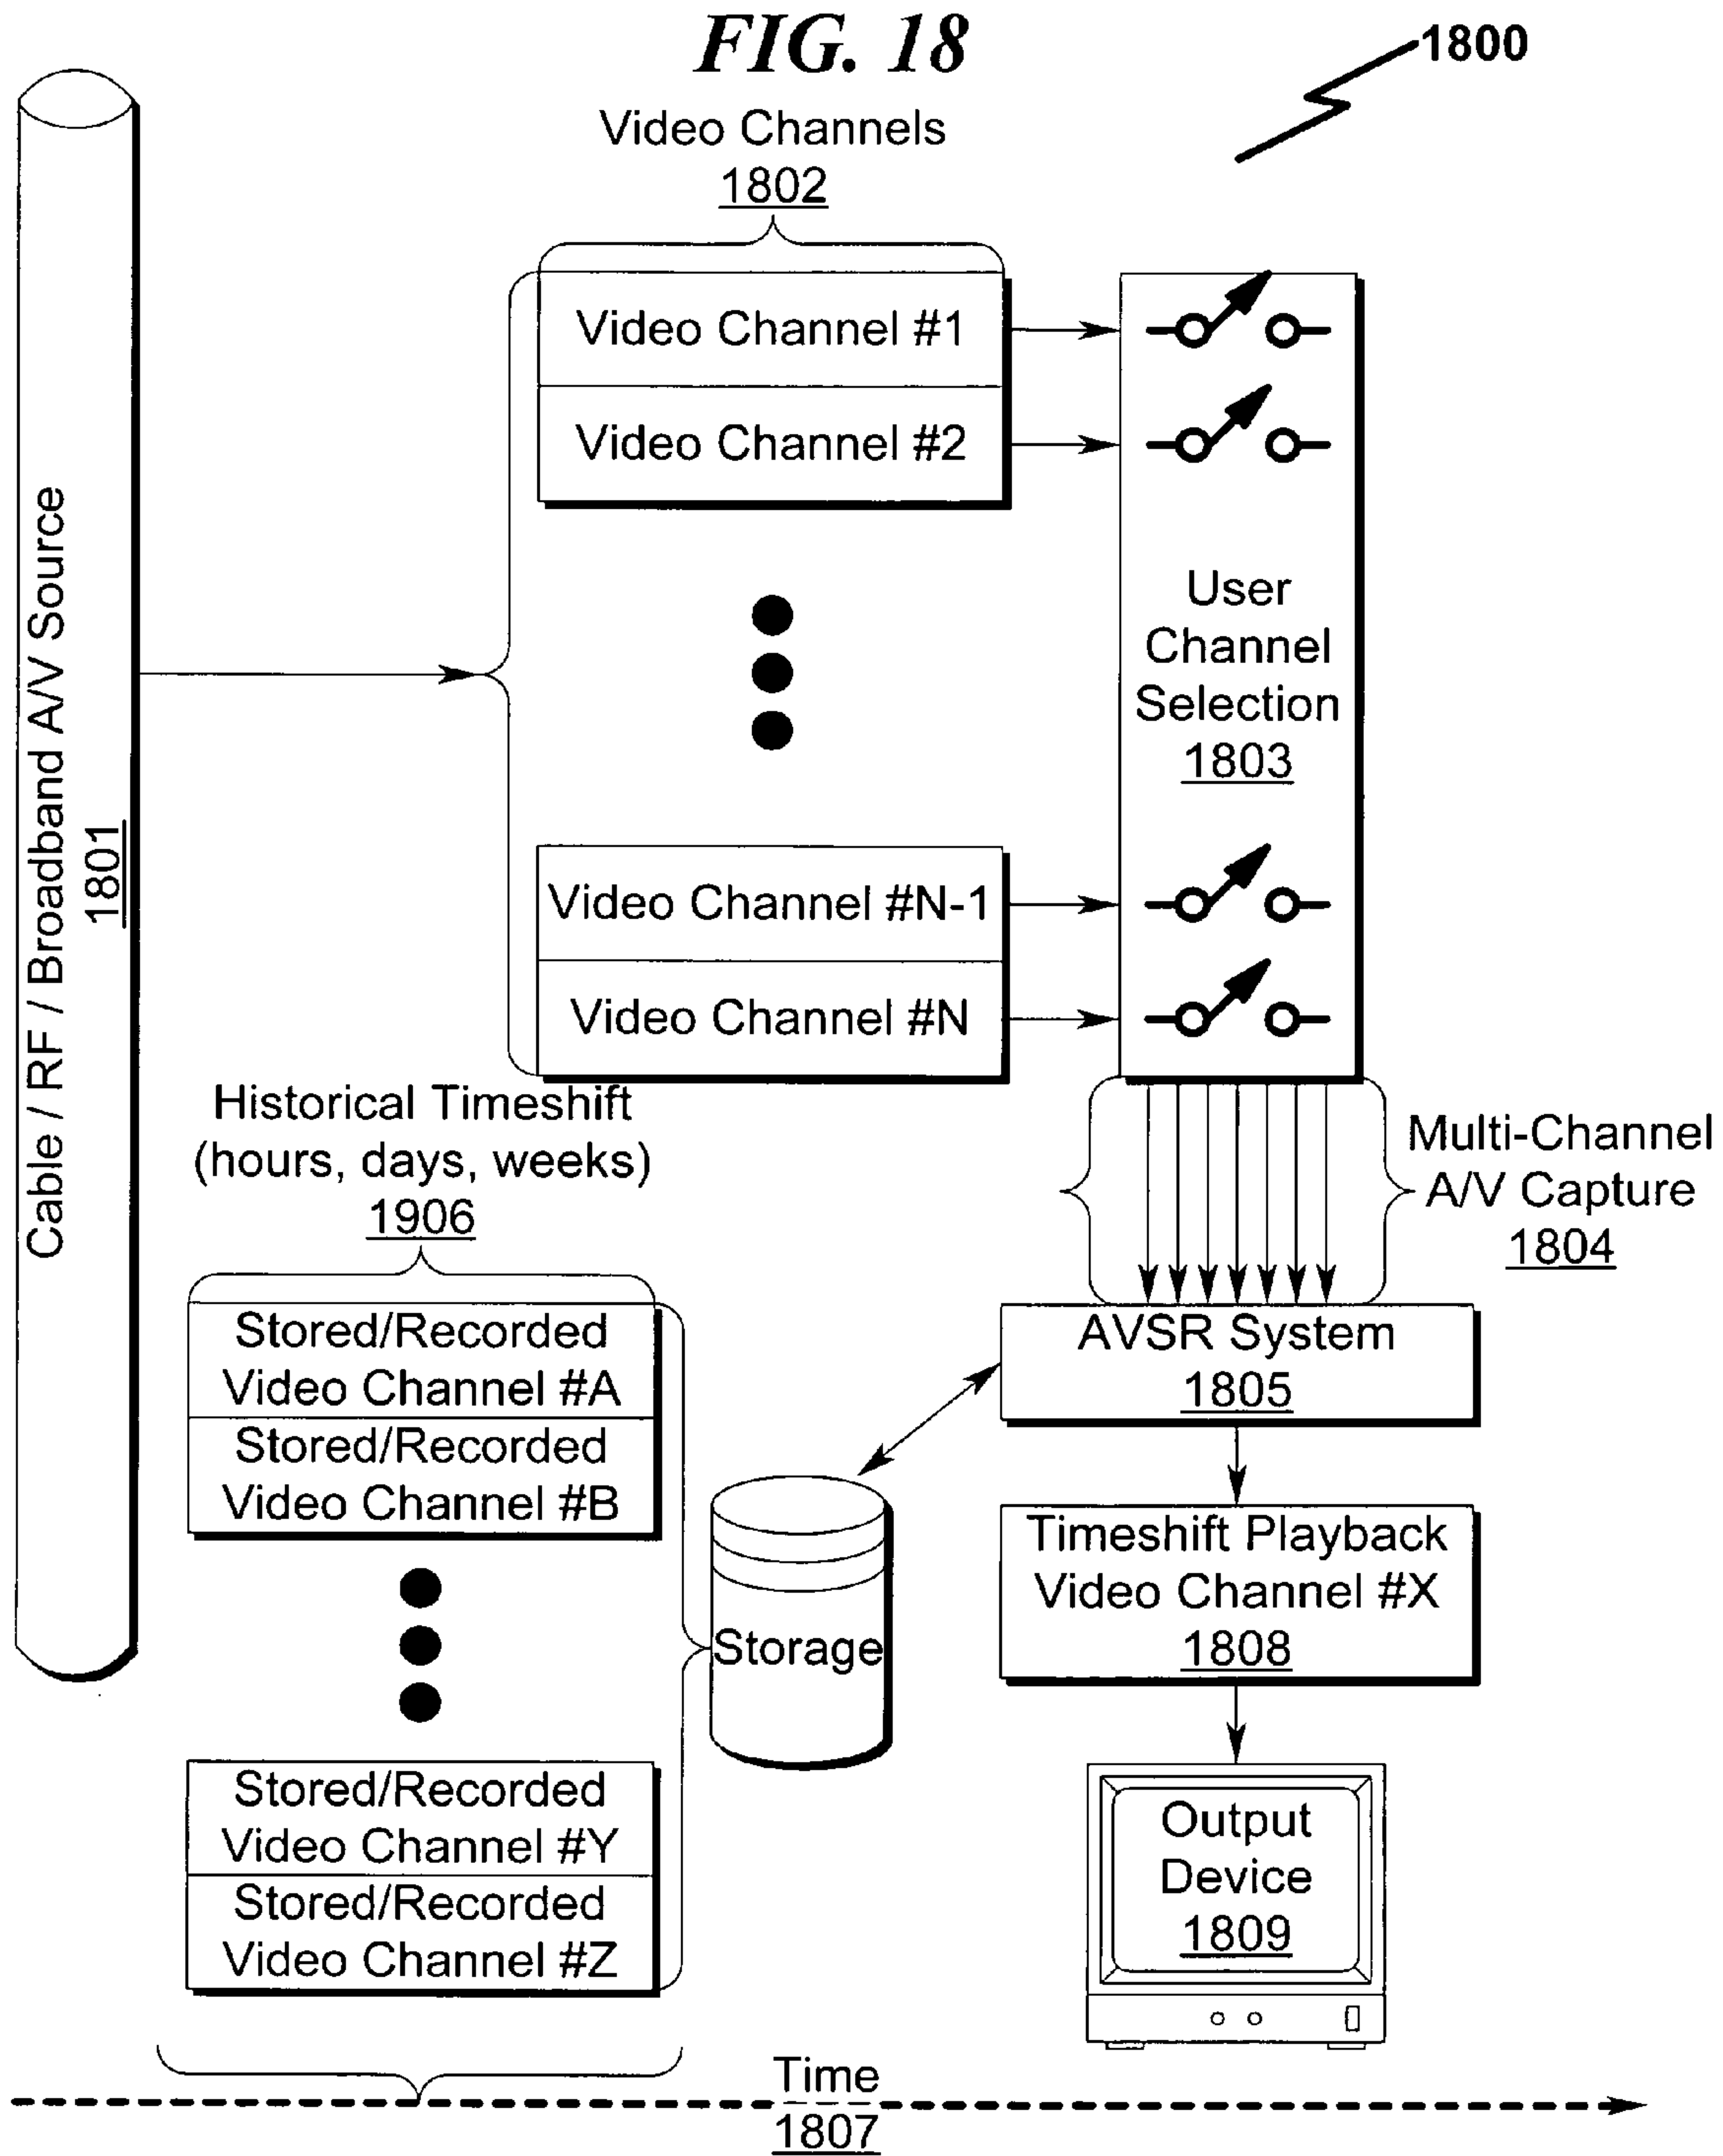 FIG. 18
1800
Video Channels
1802
Cable / RF / Broadband A/V Source
1801
Video Channel #1
Video Channel #2
User
Channel
Selection
1803
Video Channel #N-1
Video Channel #N
Historical Timeshift
(hours, days, weeks)
1906
Multi-Channel
A/V Capture
1804
Stored/Recorded
Video Channel #A
Stored/Recorded
Video Channel #B
AVSR System
1805
Storage
Timeshift Playback
Video Channel #X
1808
Stored/Recorded
Video Channel #Y
Stored/Recorded
Video Channel #Z
Output
Device
1809
Time
1807